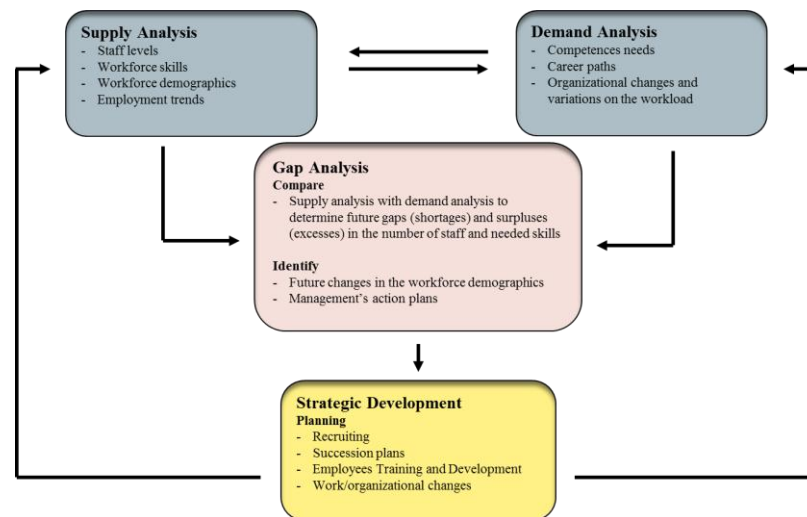 Supply Analysis
- Staff levels
- Workforce skills
- Workforce demographics
- Employment trends
Demand Analysis
- Competences needs
- Career paths
- Organizational changes and
variations on the workload
Gap Analysis
Compare
- Supply analysis with demand analysis to
determine future gaps (shortages) and surpluses
(excesses) in the number of staff and needed skills
Identify
- Future changes in the workforce demographics
- Management's action plans
Strategic Development
Planning
- Recruiting
- Succession plans
- Employees Training and Development
- Work/organizational changes